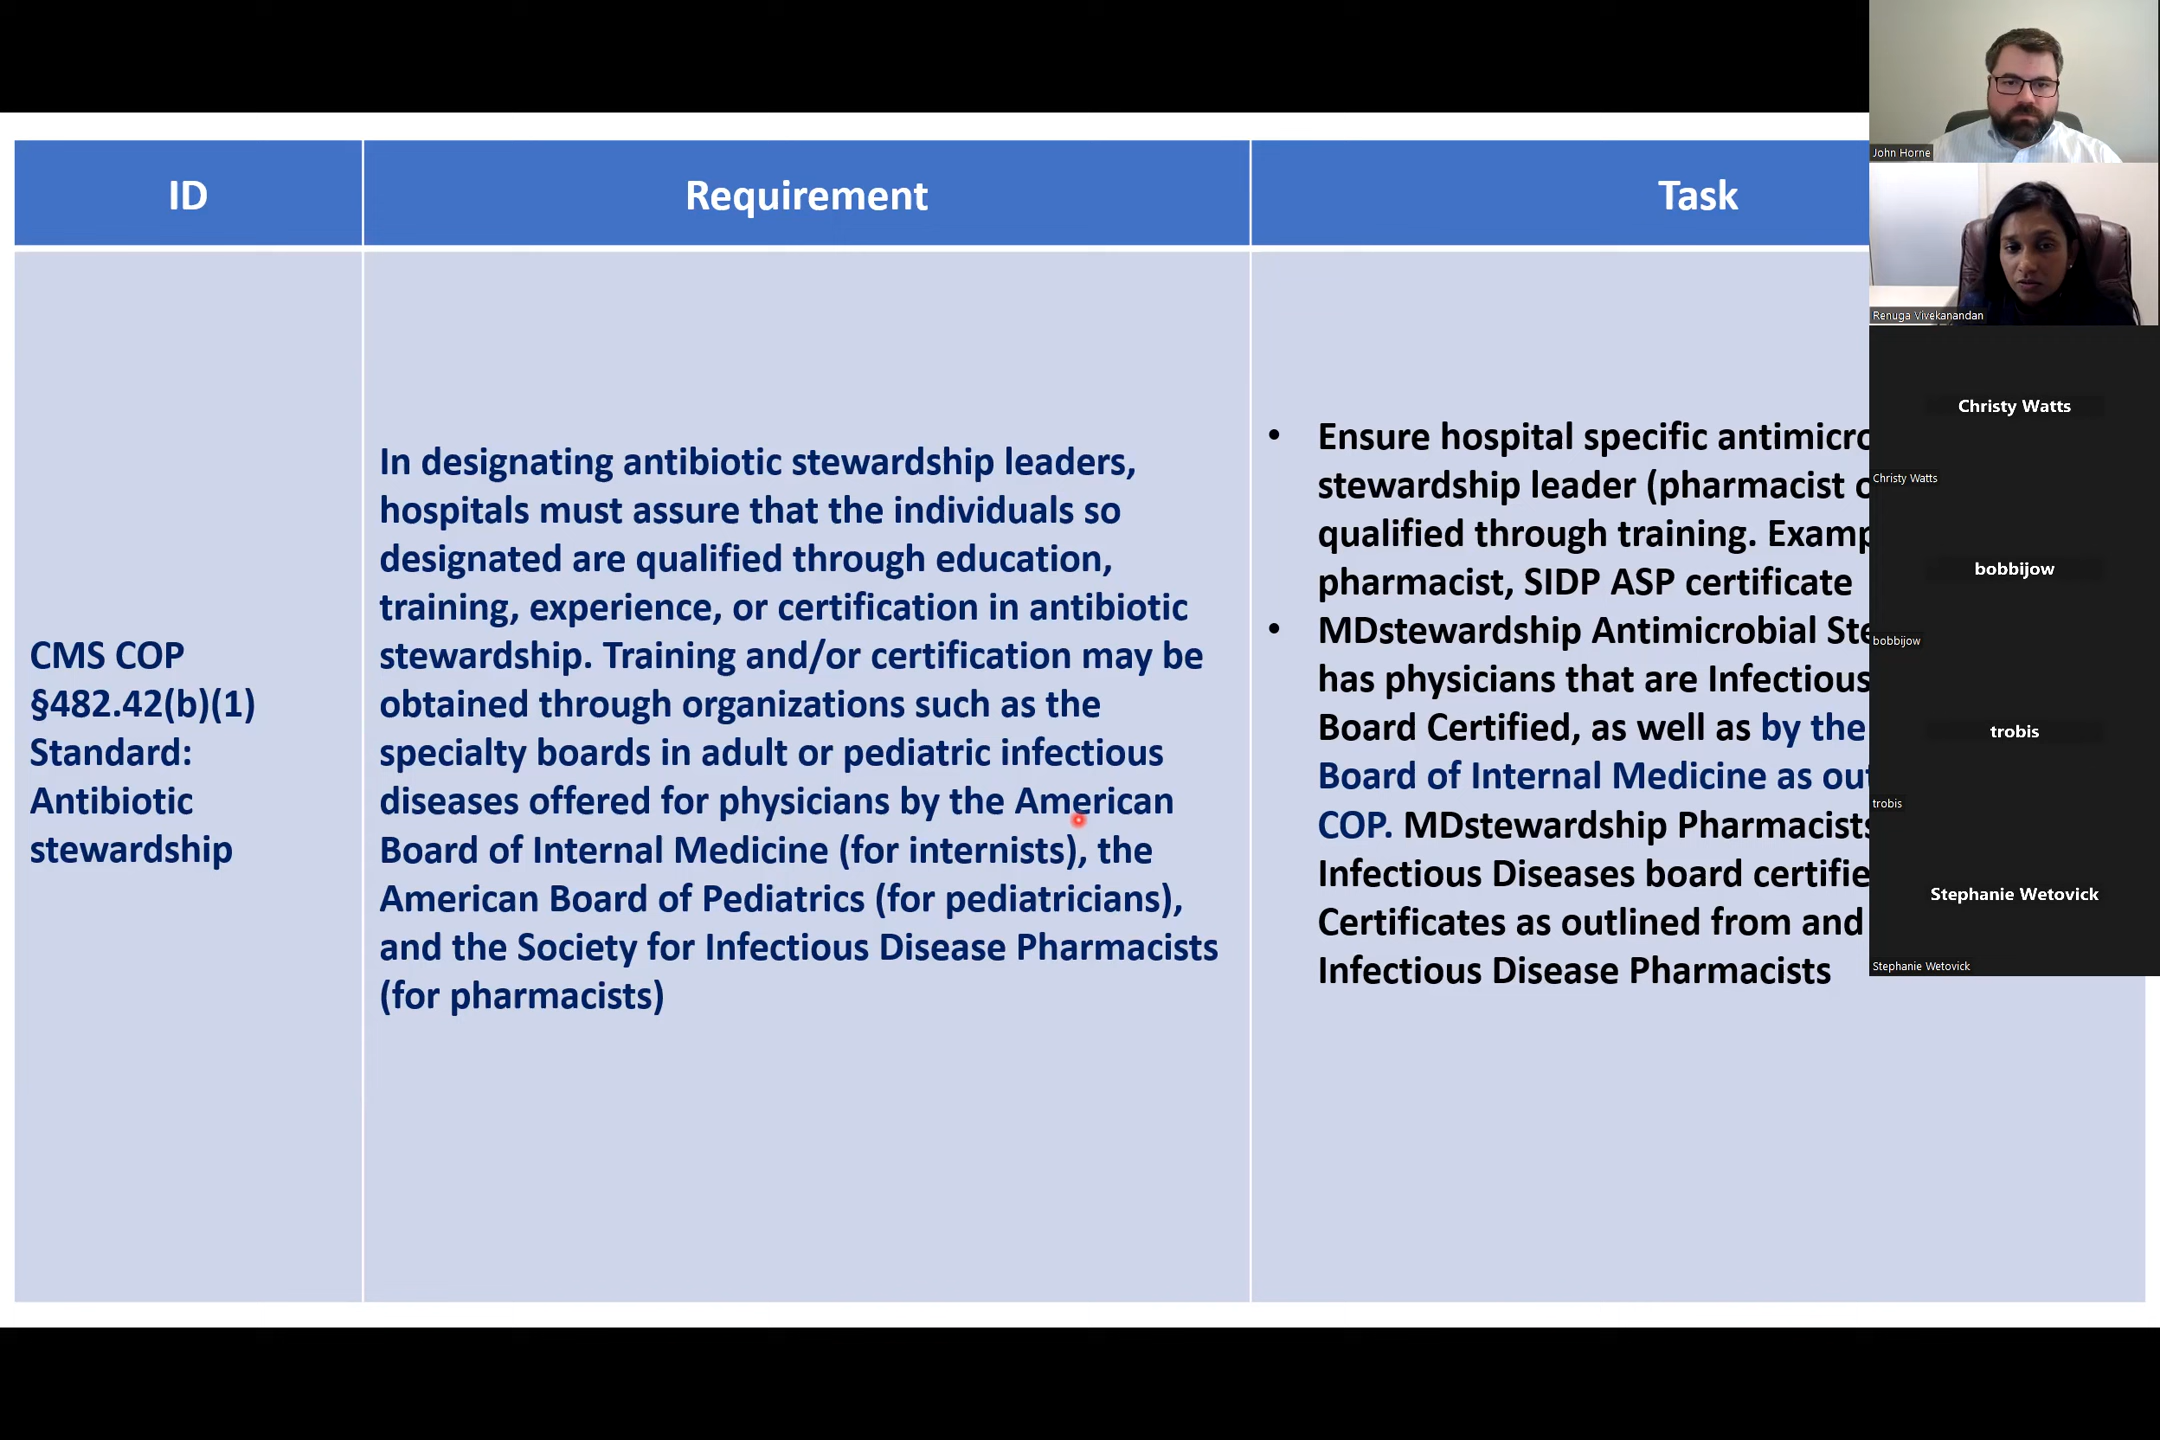 ID
Requirement
Task
CMS COP
§482.42(b)(1)
Standard:
Antibiotic
stewardship
In designating antibiotic stewardship leaders,
hospitals must assure that the individuals so
designated are qualified through education,
training, experience, or certification in antibiotic
stewardship. Training and/or certification may be
obtained through organizations such as the
specialty boards in adult or pediatric infectious
diseases offered for physicians by the American
Board of Internal Medicine (for internists), the
American Board of Pediatrics (for pediatricians),
and the Society for Infectious Disease Pharmacists
(for pharmacists)
• Ensure hospital specific
stewardship leader (pharmacist
qualified through training.
pharmacist, SIDP ASP certificate
• MDstewardship Antimicrobial
has physicians that are Infectious
Board Certified, as well as by the
Board of Internal Medicine as
COP. MDstewardship Pharmacists
Infectious Diseases board
Certificates as outlined from and
Infectious Disease Pharmacists
John Horne
Renuga Vivekanandan
Christy Watts
Christy Watts
bobbijow
bobbijow
trobis
trobis
Stephanie Wetovick
Stephanie Wetovick